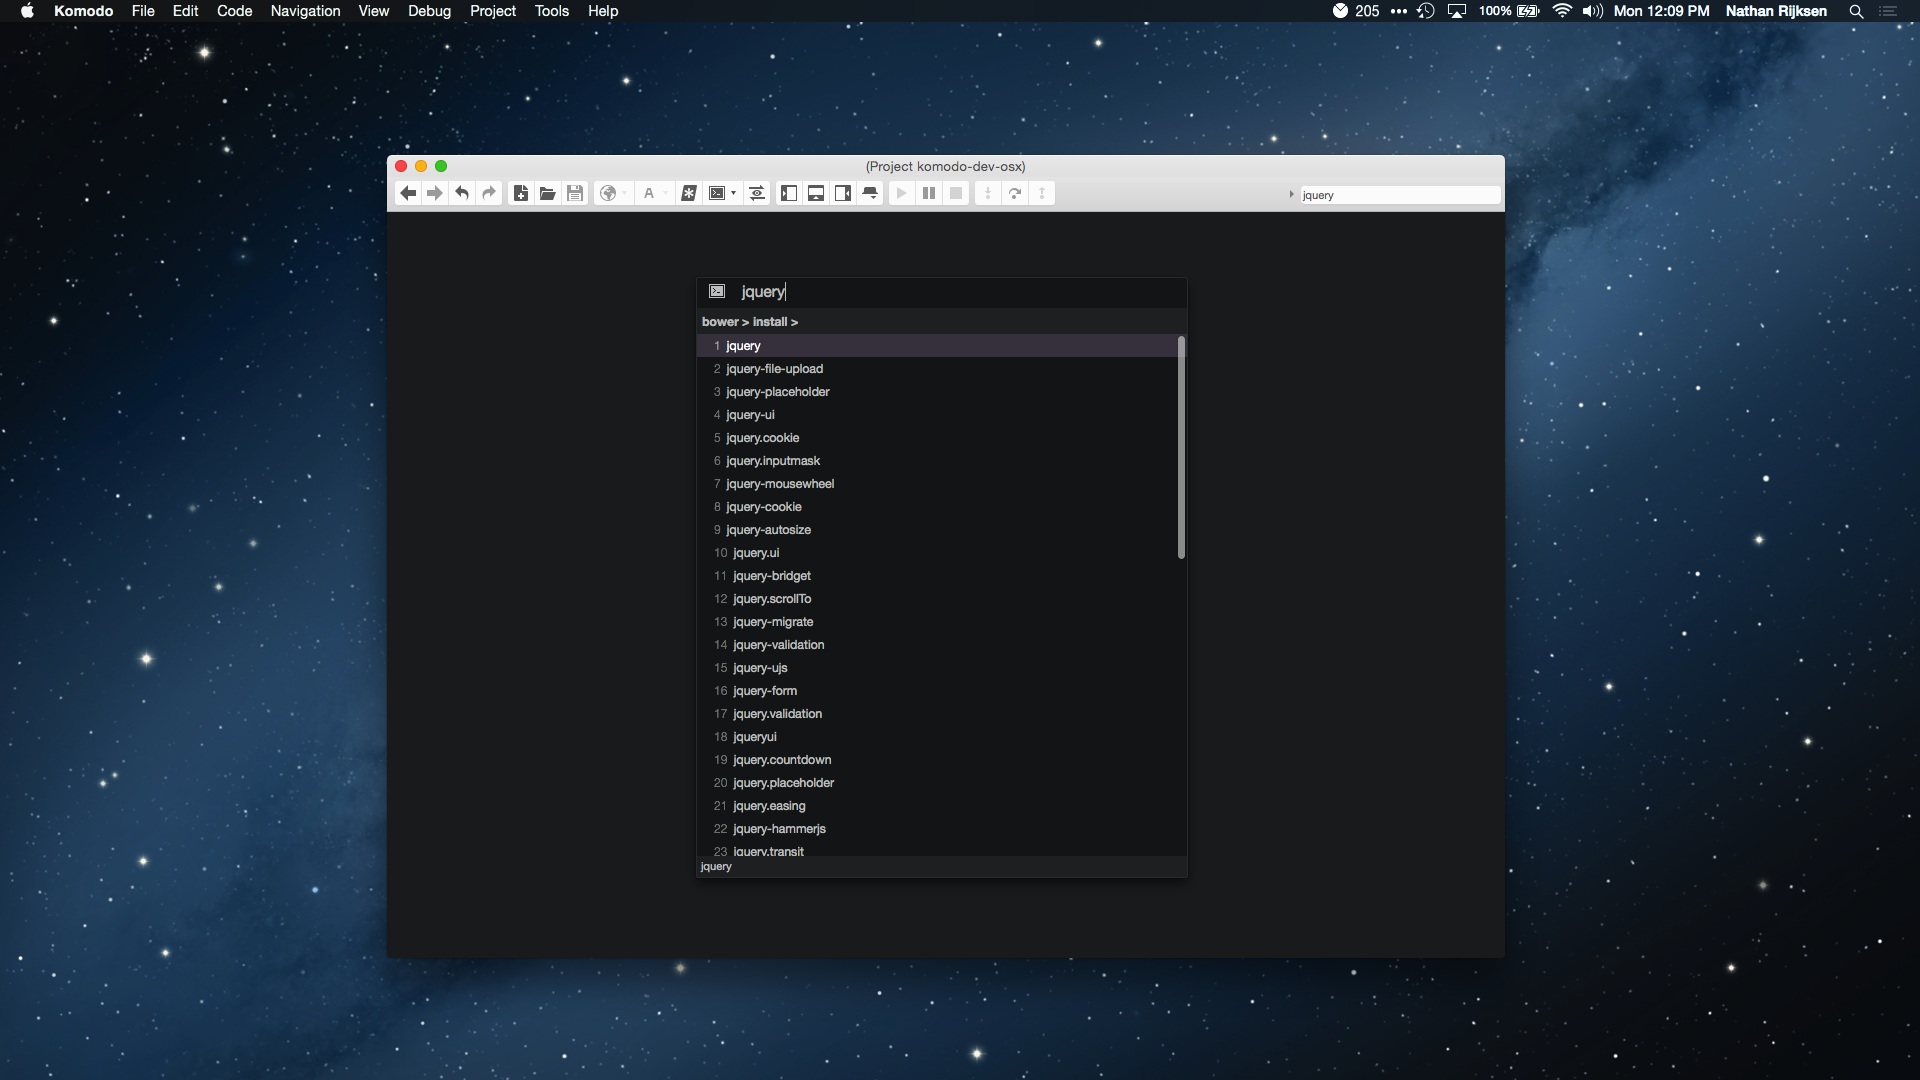 Komodo File Edit Code Navigation View Debug Project Tools Help 205 100% Mon 12:09 PM Nathan Rijksen
(Project komodo-dev-osx)
A jquery
jquery
bower > install >
1 jquery
2 jquery-file-upload
3 jquery-placeholder
4 jquery-ui
5 jquery.cookie
6 jquery.inputmask
7 jquery-mousewheel
8 jquery-cookie
9 jquery-autosize
10 jquery.ui
11 jquery-bridget
12 jquery.scrollTo
13 jquery-migrate
14 jquery-validation
15 jquery-ujs
16 jquery-form
17 jquery.validation
18 jqueryui
19 jquery.countdown
20 jquery.placeholder
21 jquery.easing
22 jquery-hammerjs
23 jquery.transit
jquery